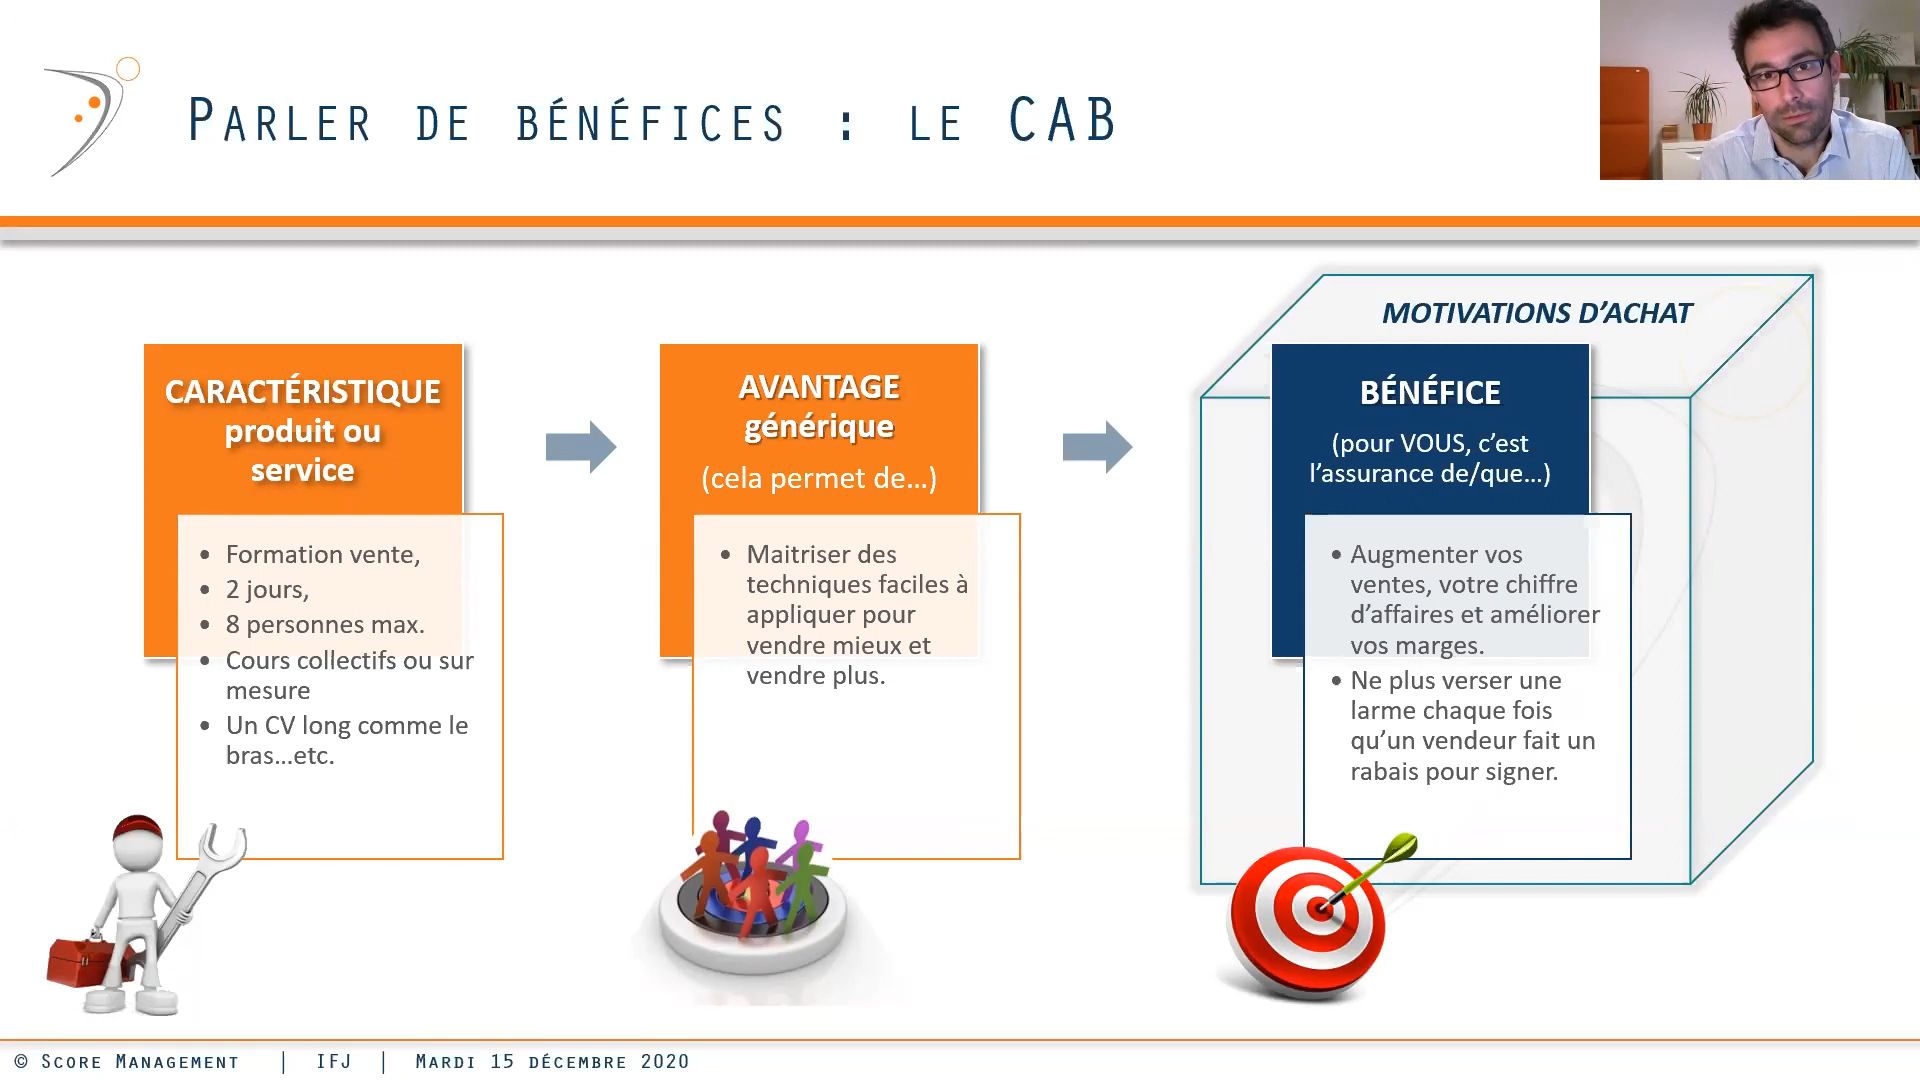 PARLER DE BÉNÉFICES : LE CAB
MOTIVATIONS D’ACHAT
CARACTÉRISTIQUE
produit ou
service
• Formation vente,
• 2 jours,
• 8 personnes max.
• Cours collectifs ou sur
mesure
• Un CV long comme le
bras...etc.
AVANTAGE
générique
(cela permet de...)
• Maitriser des
techniques faciles à
appliquer pour
vendre mieux et
vendre plus.
BÉNÉFICE
(pour VOUS, c’est
l’assurance de/que...)
• Augmenter vos
ventes, votre chiffre
d’affaires et améliorer
vos marges.
• Ne plus verser une
larme chaque fois
qu’un vendeur fait un
rabais pour signer.
© SCORE MANAGEMENT | IFJ | MARDI 15 DÉCEMBRE 2020